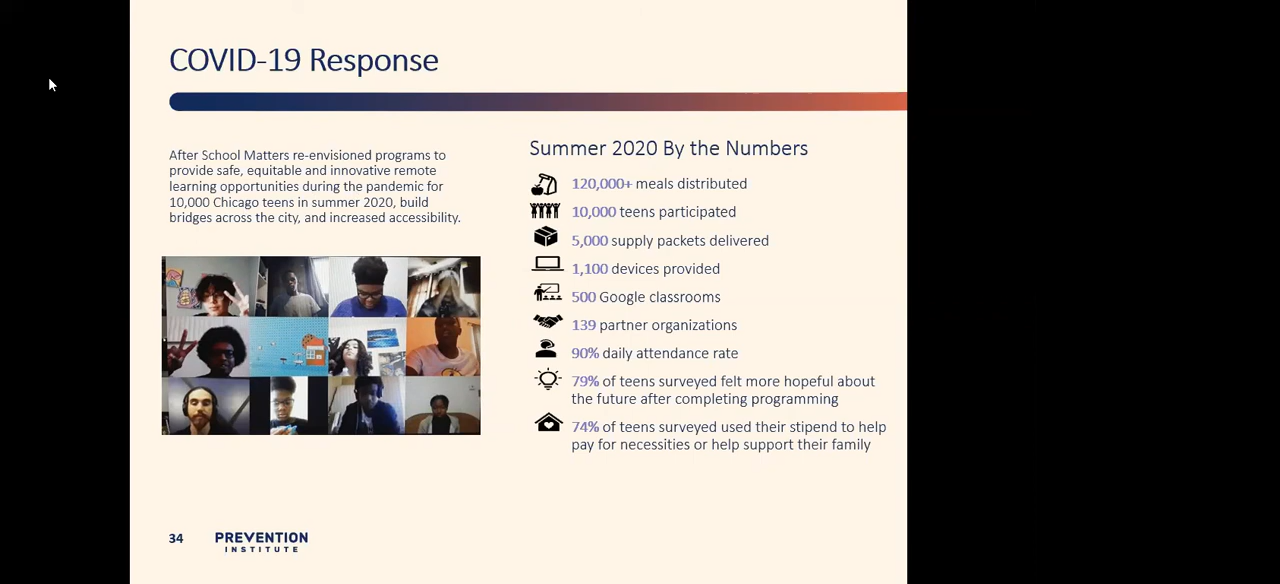 COVID-19 Response
After School Matters re-envisioned programs to
provide safe, equitable and innovative remote
learning opportunities during the pandemic for
10,000 Chicago teens in summer 2020, build
bridges across the city, and increased accessibility.
Summer 2020 By the Numbers
120,000+ meals distributed
10,000 teens participated
5,000 supply packets delivered
1,100 devices provided
500 Google classrooms
139 partner organizations
90% daily attendance rate
79% of teens surveyed felt more hopeful about
the future after completing programming
74% of teens surveyed used their stipend to help
pay for necessities or help support their family
34
PREVENTION
INSTITUTE